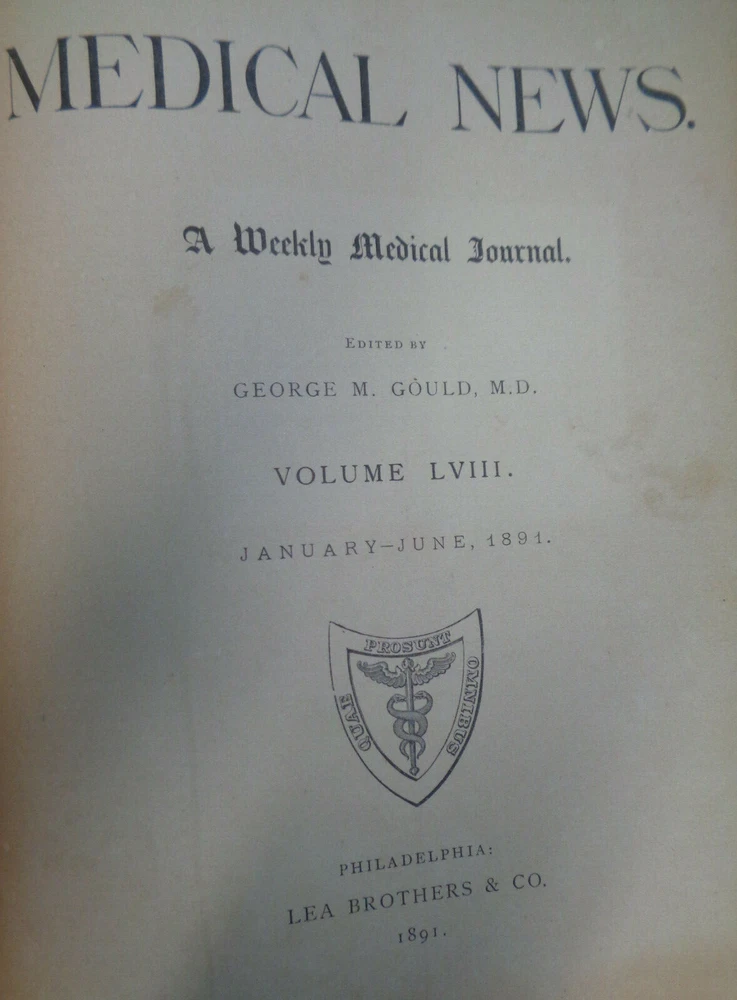 MEDICAL NEWS.
A Weekly Medical Journal.
EDITED BY
GEORGE M. GOULD, M.D.
VOLUME LVIII.
JANUARY–JUNE, 1891.
QUAE PROSUNT OMNIBUS
PHILADELPHIA:
LEA BROTHERS & CO.
1891.